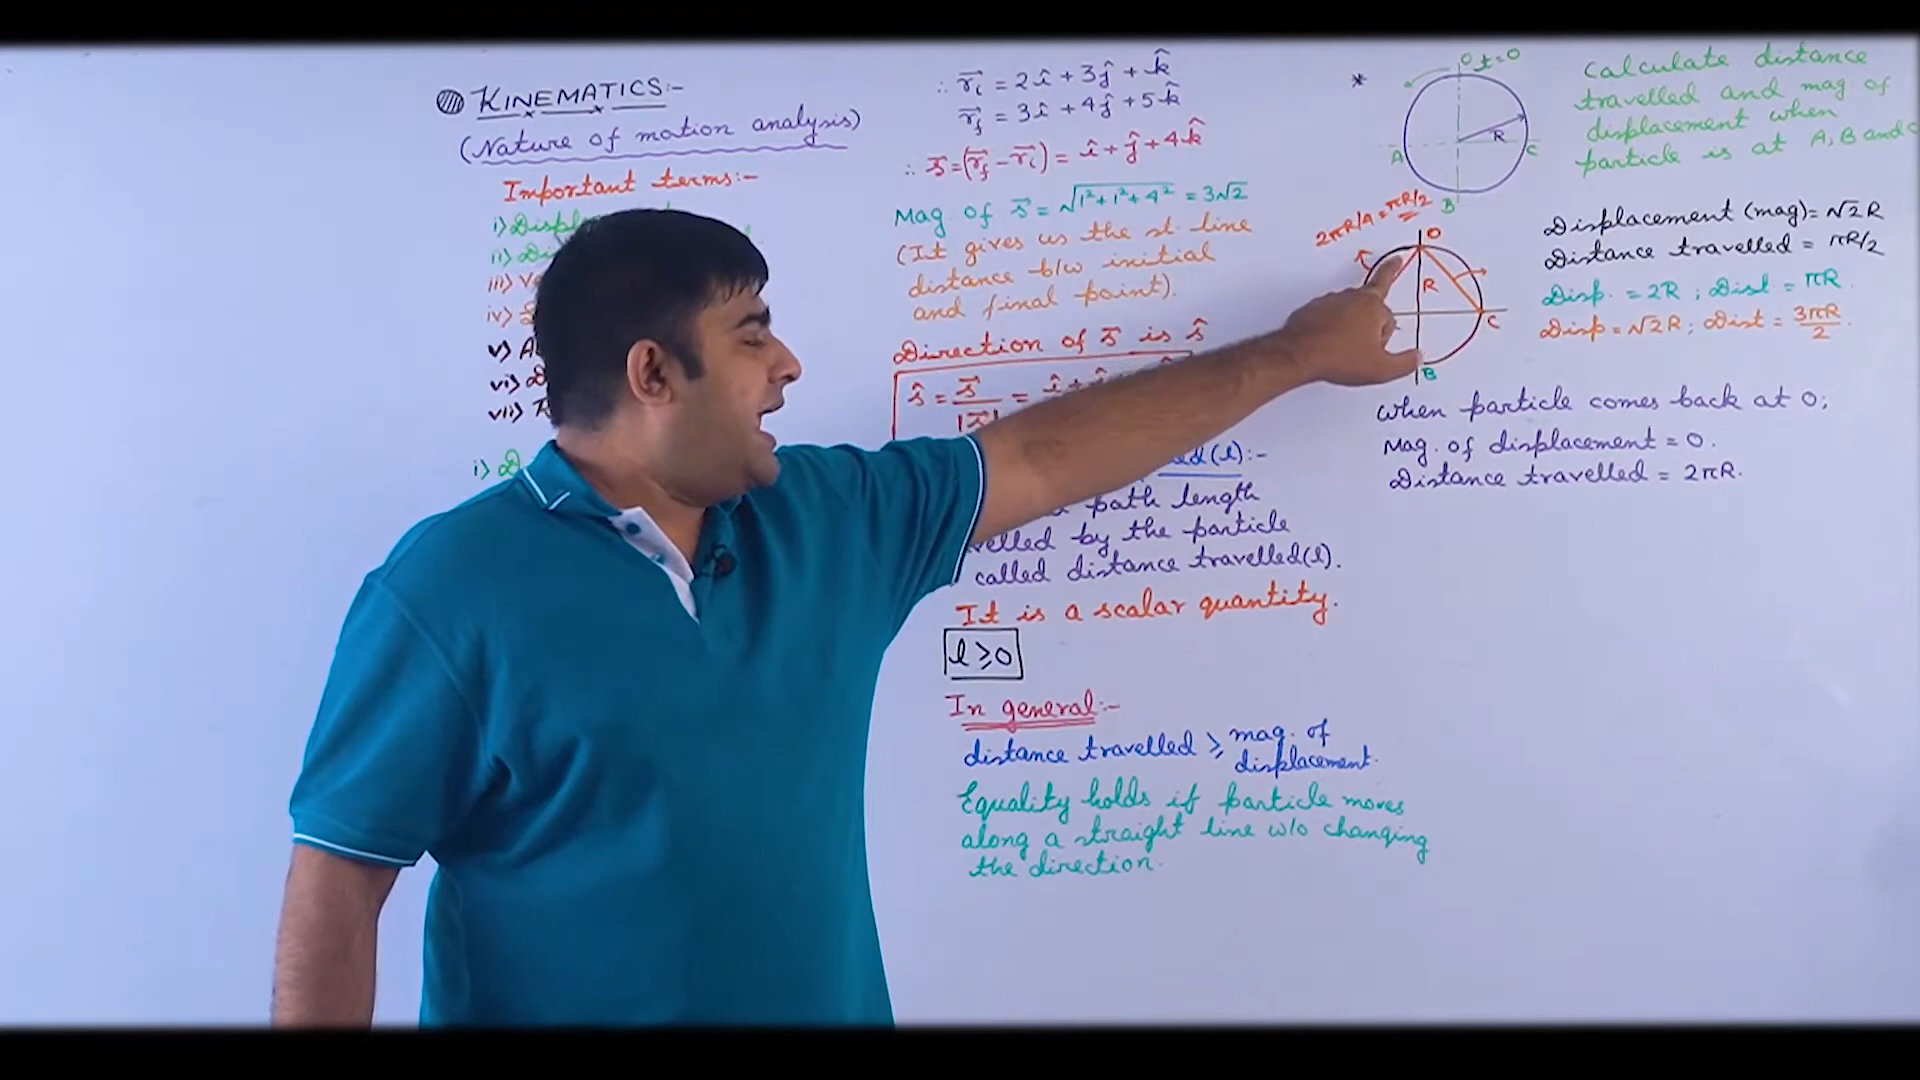 KINEMATICS:-
(Nature of motion analysis)
Important terms:-
i)
ii)
iii)
iv)
v) A
vi)
vii)
i) D
∴ r⃗i = 2î + 3ĵ + k̂
r⃗f = 3î + 4ĵ + 5k̂
∴ s⃗ = (r⃗f - r⃗i) = î + ĵ + 4k̂
Mag. of s⃗ = √1²+1²+4² = 3√2
(It gives us the st. line
distance b/w initial
and final point).
Direction of s⃗ is ŝ
ŝ = s⃗/|s⃗| =
(l):-
path length
by the particle
called distance travelled(l).
It is a scalar quantity.
l ≥ 0
In general:-
distance travelled ≥ mag. of
displacement.
Equality holds if particle moves
along a straight line w/o changing
the direction.
*
O t=0
R
A
C
B
Calculate distance
travelled and mag of
displacement when
particle is at A, B and C
2πR/4 = πR/2
O
R
C
B
Displacement (mag) = √2R
Distance travelled = πR/2
Disp. = 2R ; Dist = πR.
Disp = √2R ; Dist = 3πR/2.
When particle comes back at O;
Mag. of displacement = 0.
Distance travelled = 2πR.